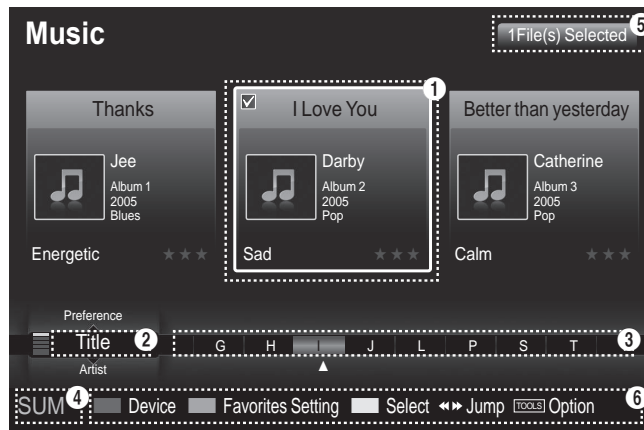 Music
1File(s) Selected
5
1
Thanks
Jee
Album 1
2005
Blues
Energetic
★★★
I Love You
Darby
Album 2
2005
Pop
Sad
★★★
Better than yesterday
Catherine
Album 3
2005
Pop
Calm
★★★
Preference
Title
2
Artist
G H I J L P S T
3
SUM
4
Device Favorites Setting Select Jump TOOLS Option
6